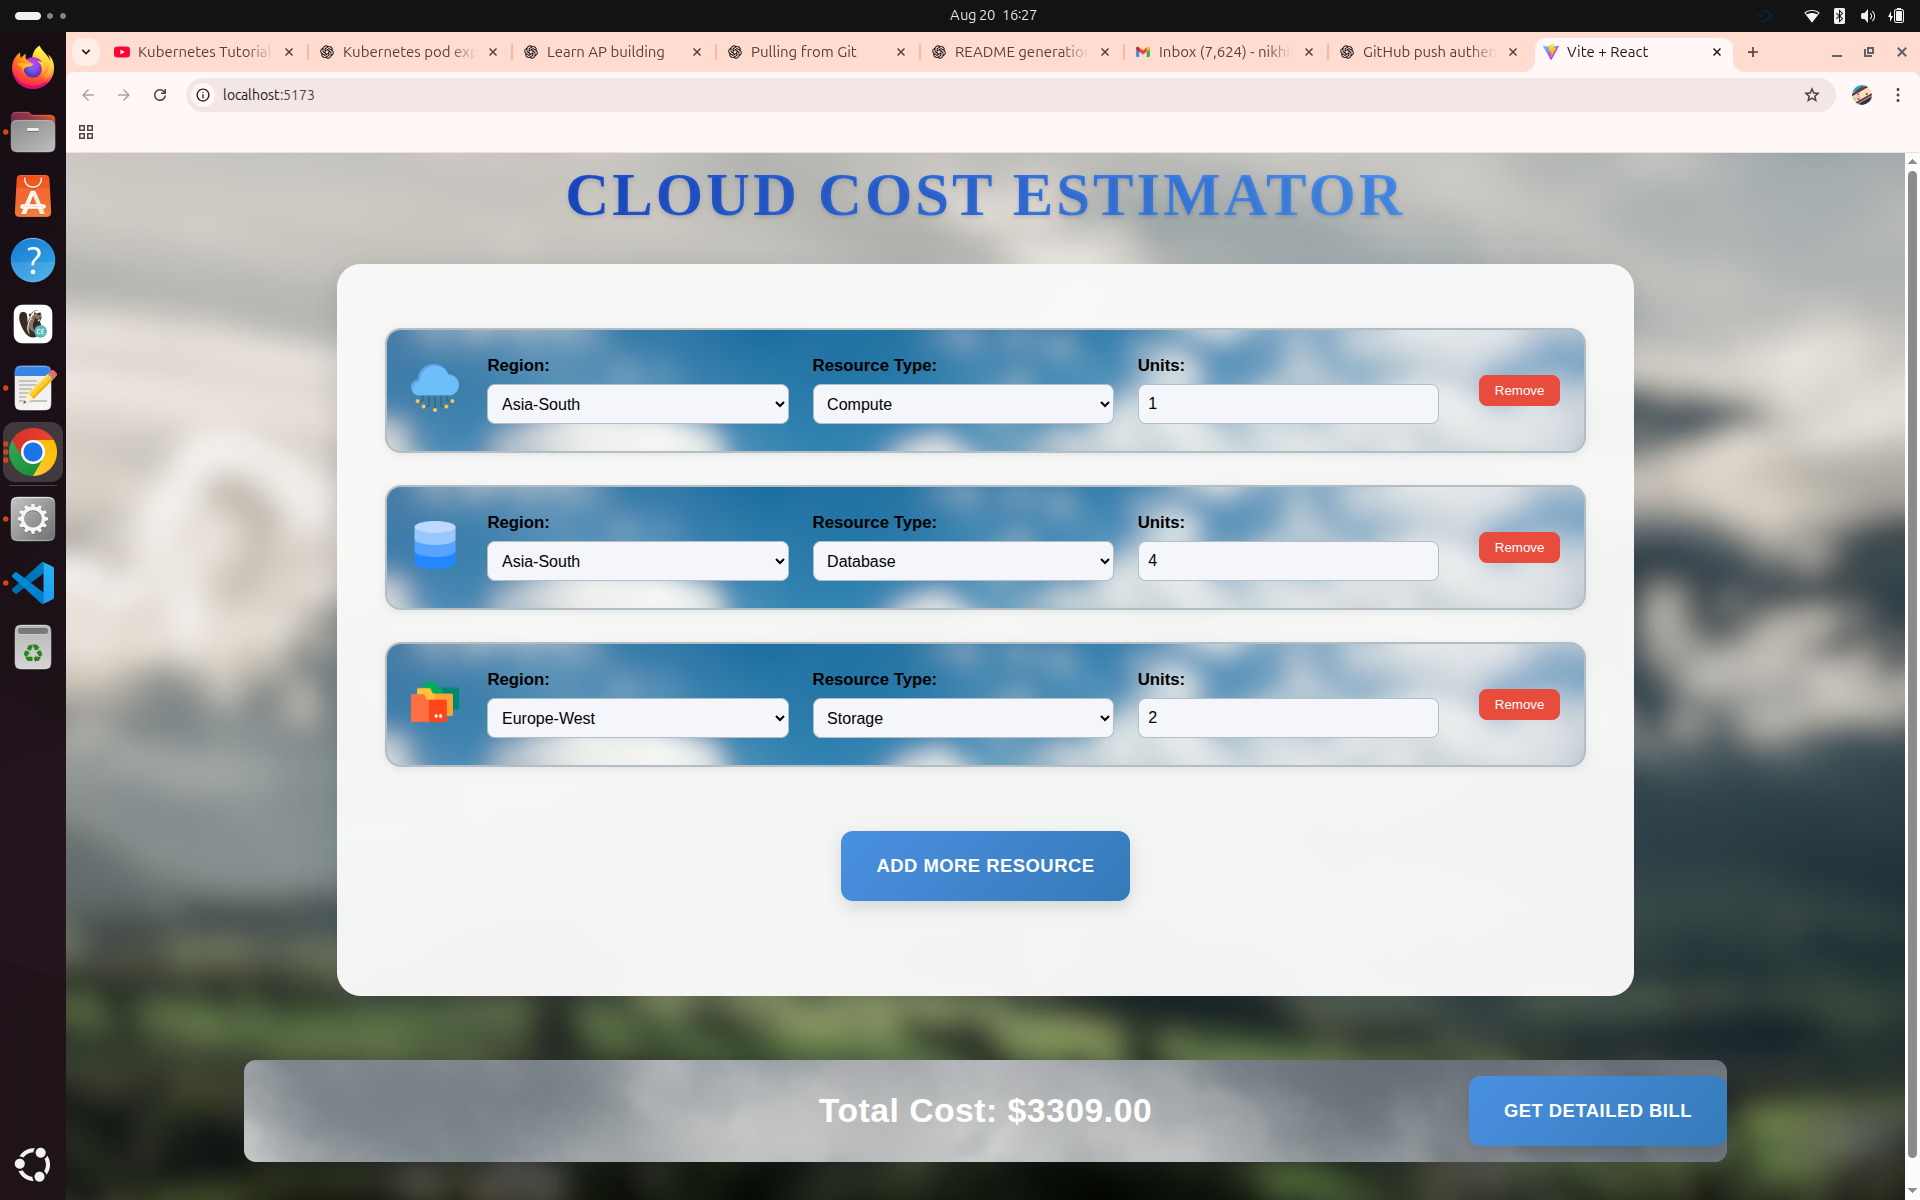 Aug 20 16:27
Kubernetes Tutorial
Kubernetes pod exp
Learn AP building
Pulling from Git
README generation
Inbox (7,624) - nikhi
GitHub push authen
Vite + React
localhost:5173
CLOUD COST ESTIMATOR
Region: Resource Type: Units:
Asia-South Compute 1 Remove
Region: Resource Type: Units:
Asia-South Database 4 Remove
Region: Resource Type: Units:
Europe-West Storage 2 Remove
ADD MORE RESOURCE
Total Cost: $3309.00
GET DETAILED BILL